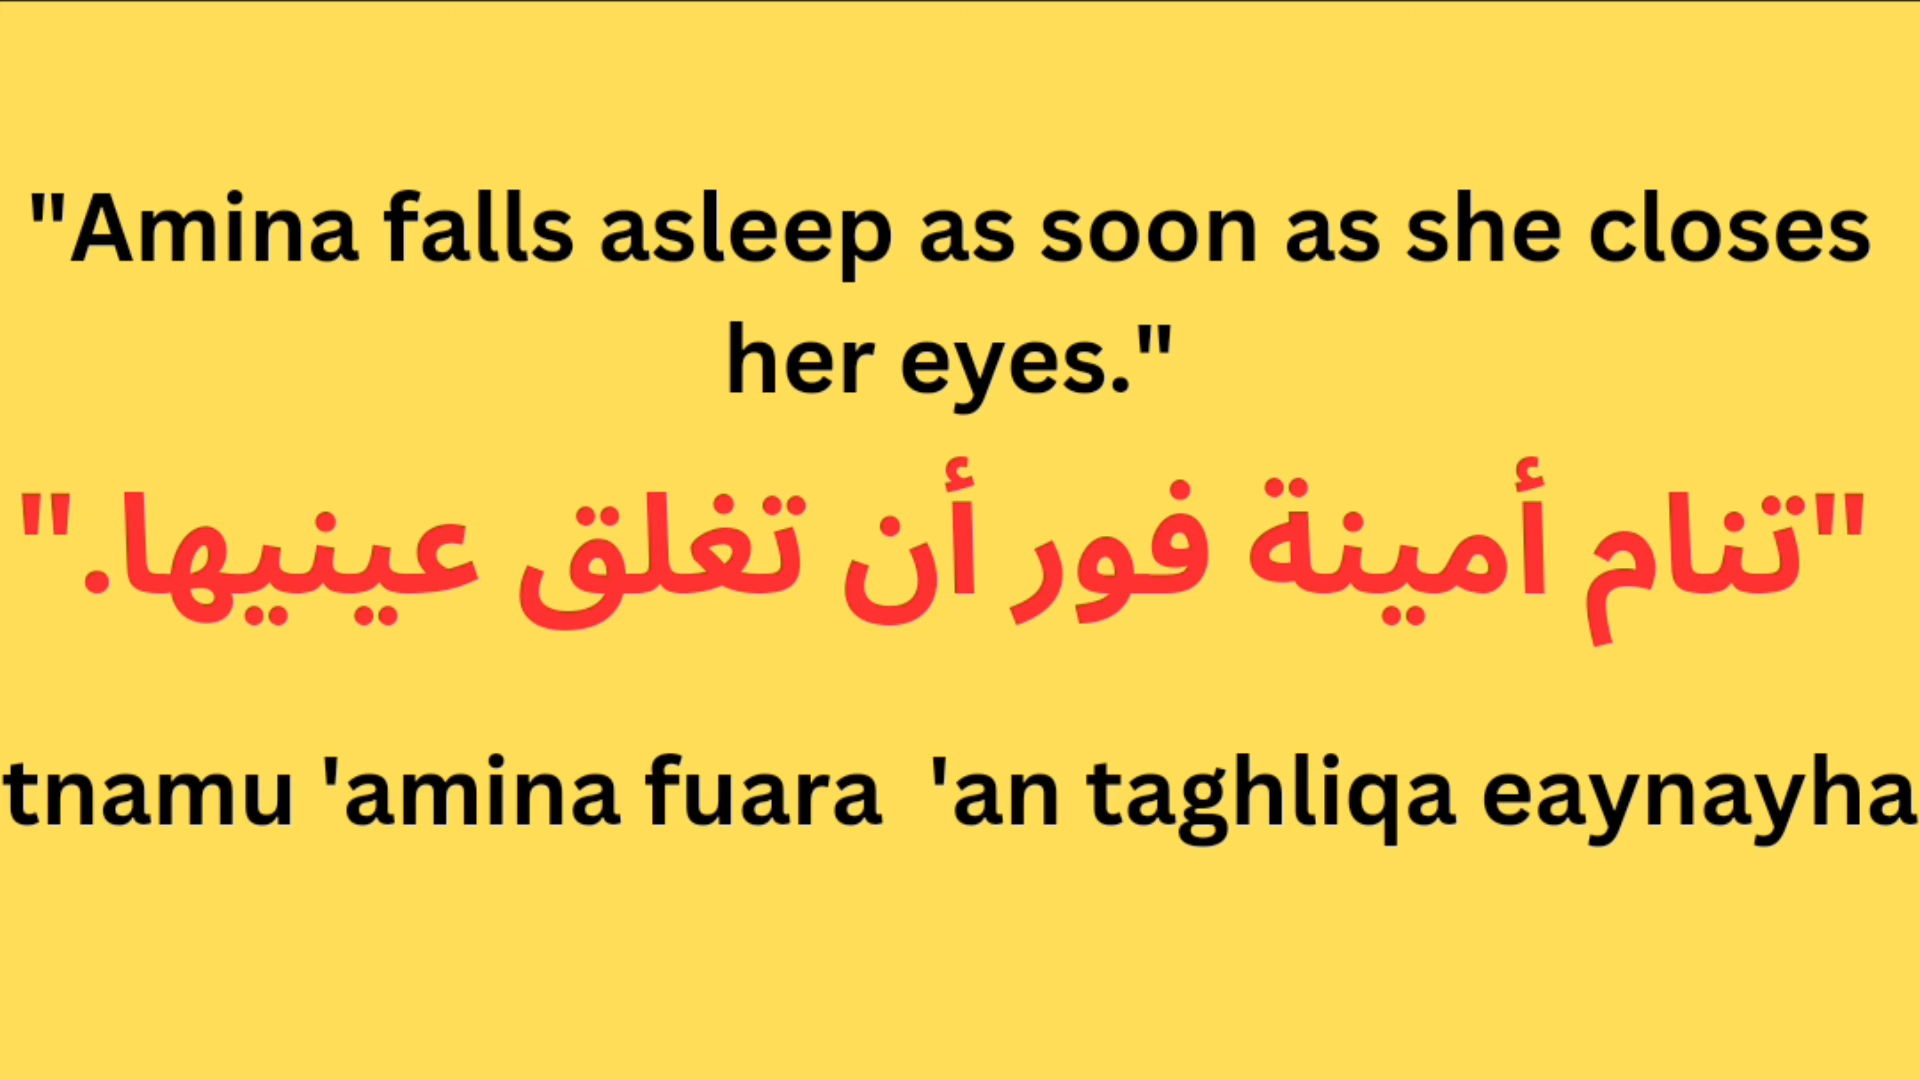 "Amina falls asleep as soon as she closes
her eyes."
"تنام أمينة فور أن تغلق عينيها."
tnamu 'amina fuara  'an taghliqa eaynayha